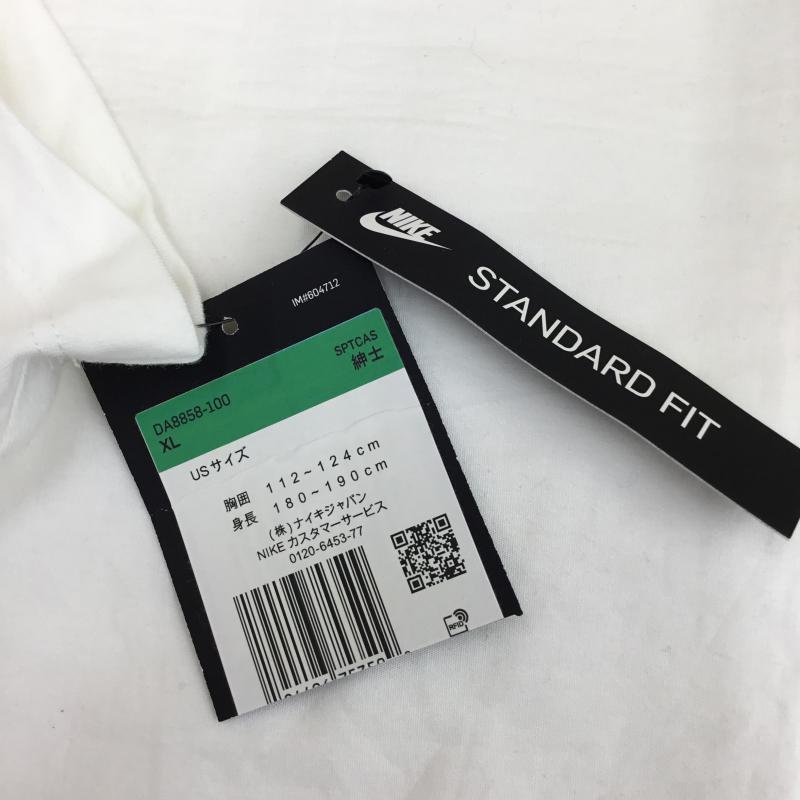 NIKE
STANDARD FIT
IM#604712
SPTCAS
紳士
DA8858-100
XL
USサイズ
胸囲 112~124cm
身長 180~190cm
(株)ナイキジャパン
NIKE カスタマーサービス
0120-6453-77
RFID